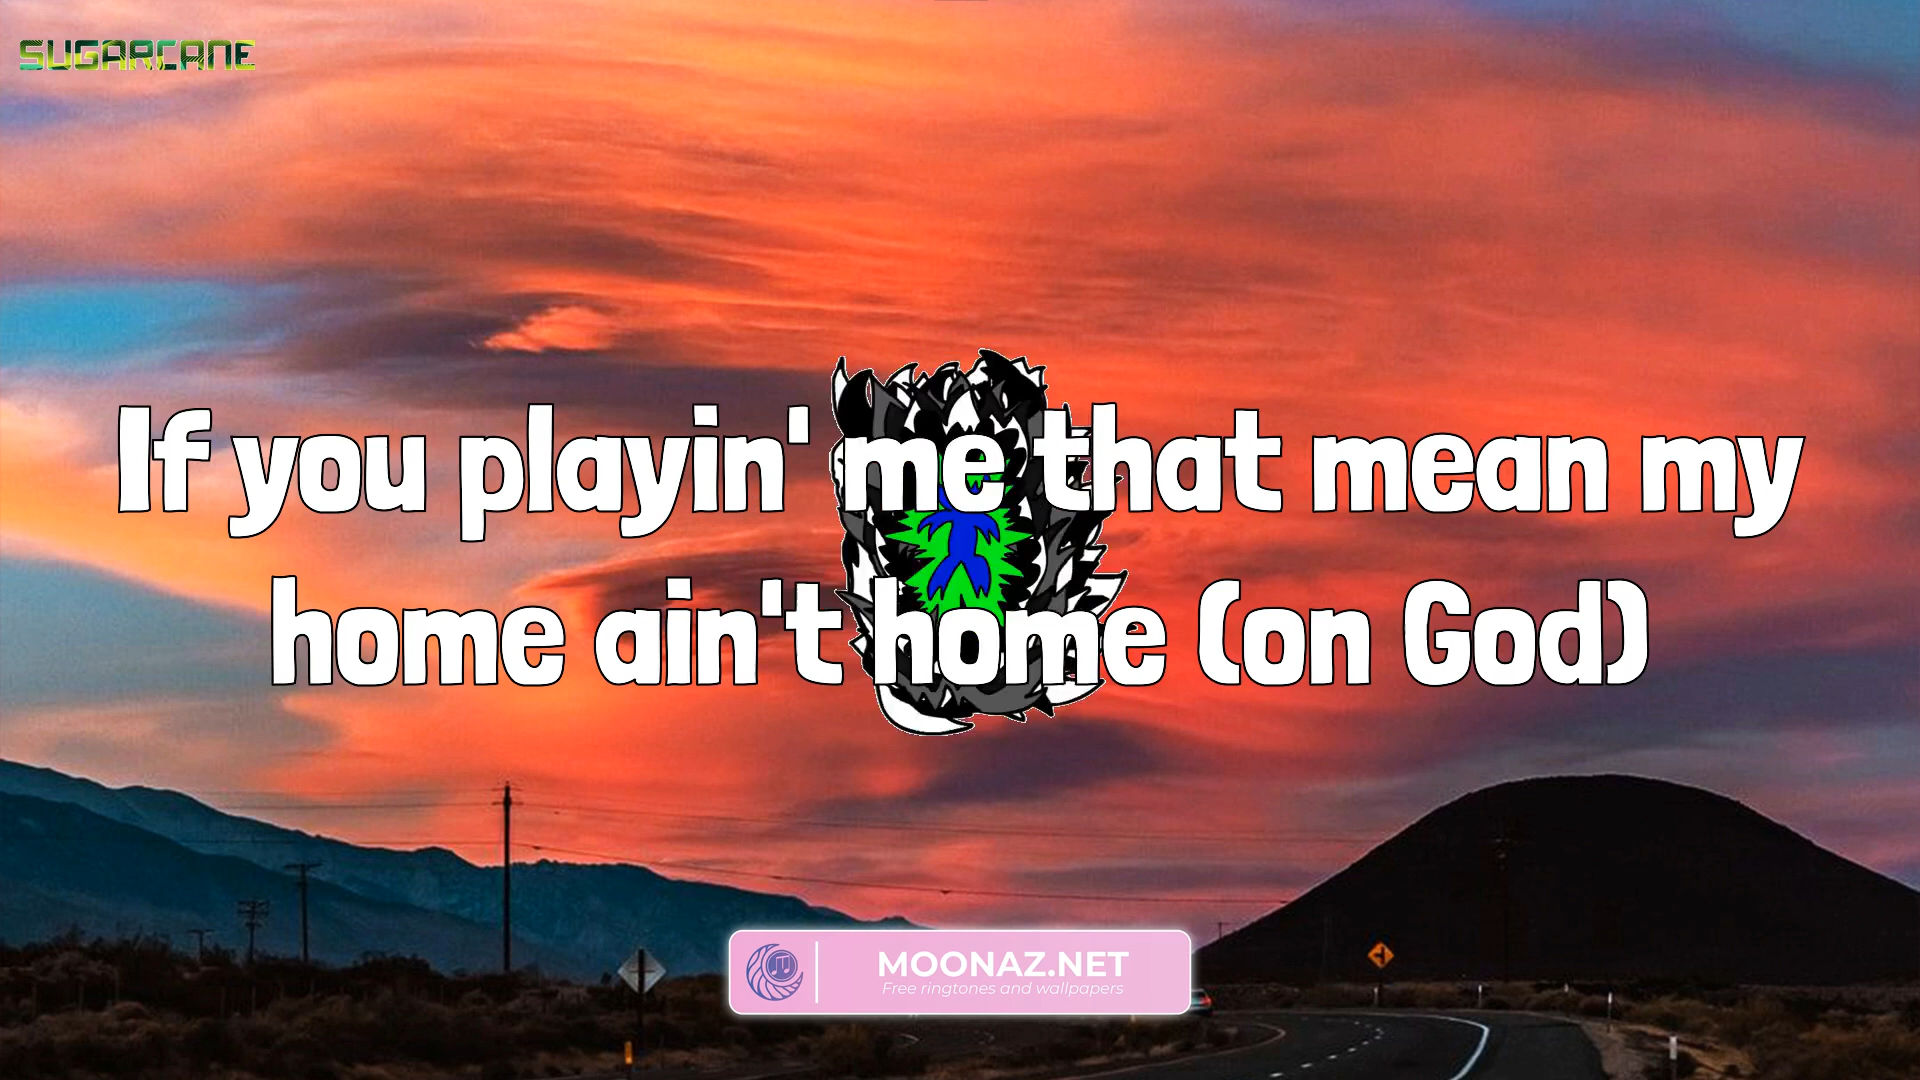 SUGARCANE
If you playin' me that mean my
home ain't home (on God)
MOONAZ.NET
Free ringtones and wallpapers